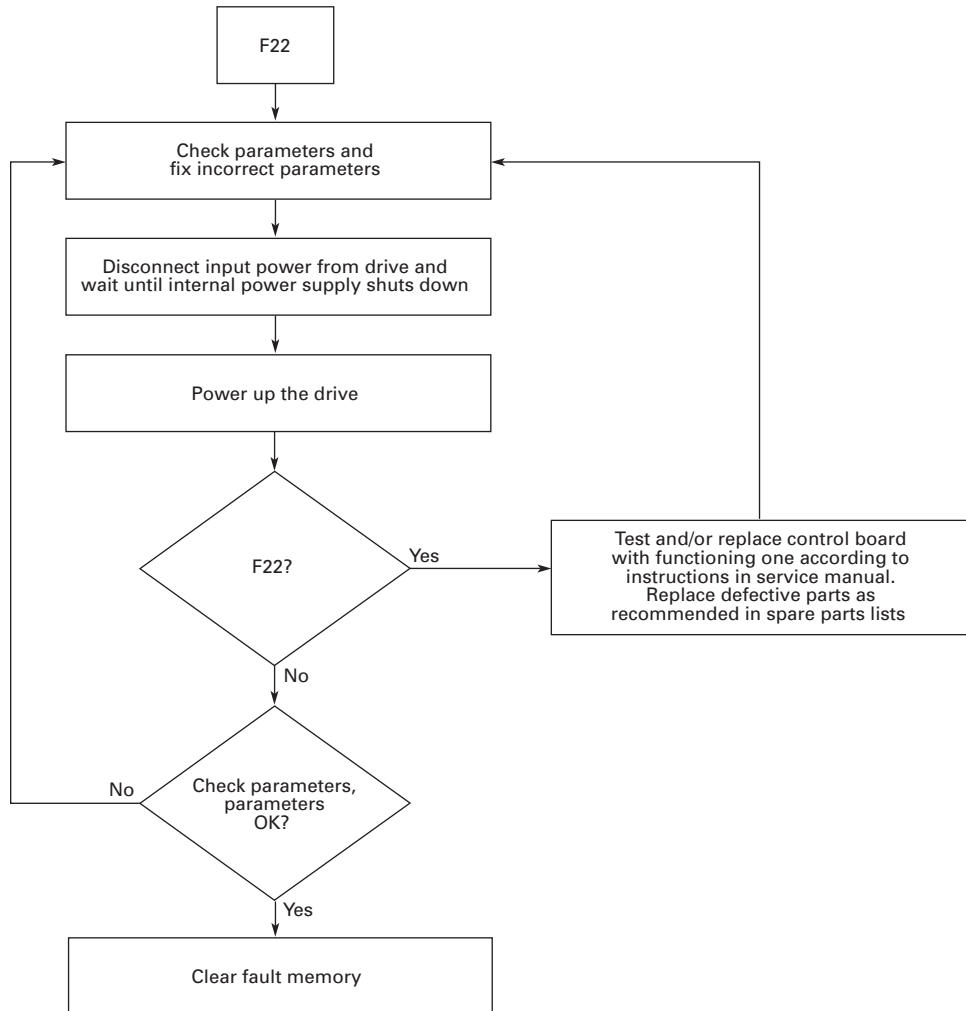 F22
Check parameters and
fix incorrect parameters
Disconnect input power from drive and
wait until internal power supply shuts down
Power up the drive
F22?
Yes
Test and/or replace control board
with functioning one according to
instructions in service manual.
Replace defective parts as
recommended in spare parts lists
No
Check parameters,
parameters
OK?
No
Yes
Clear fault memory